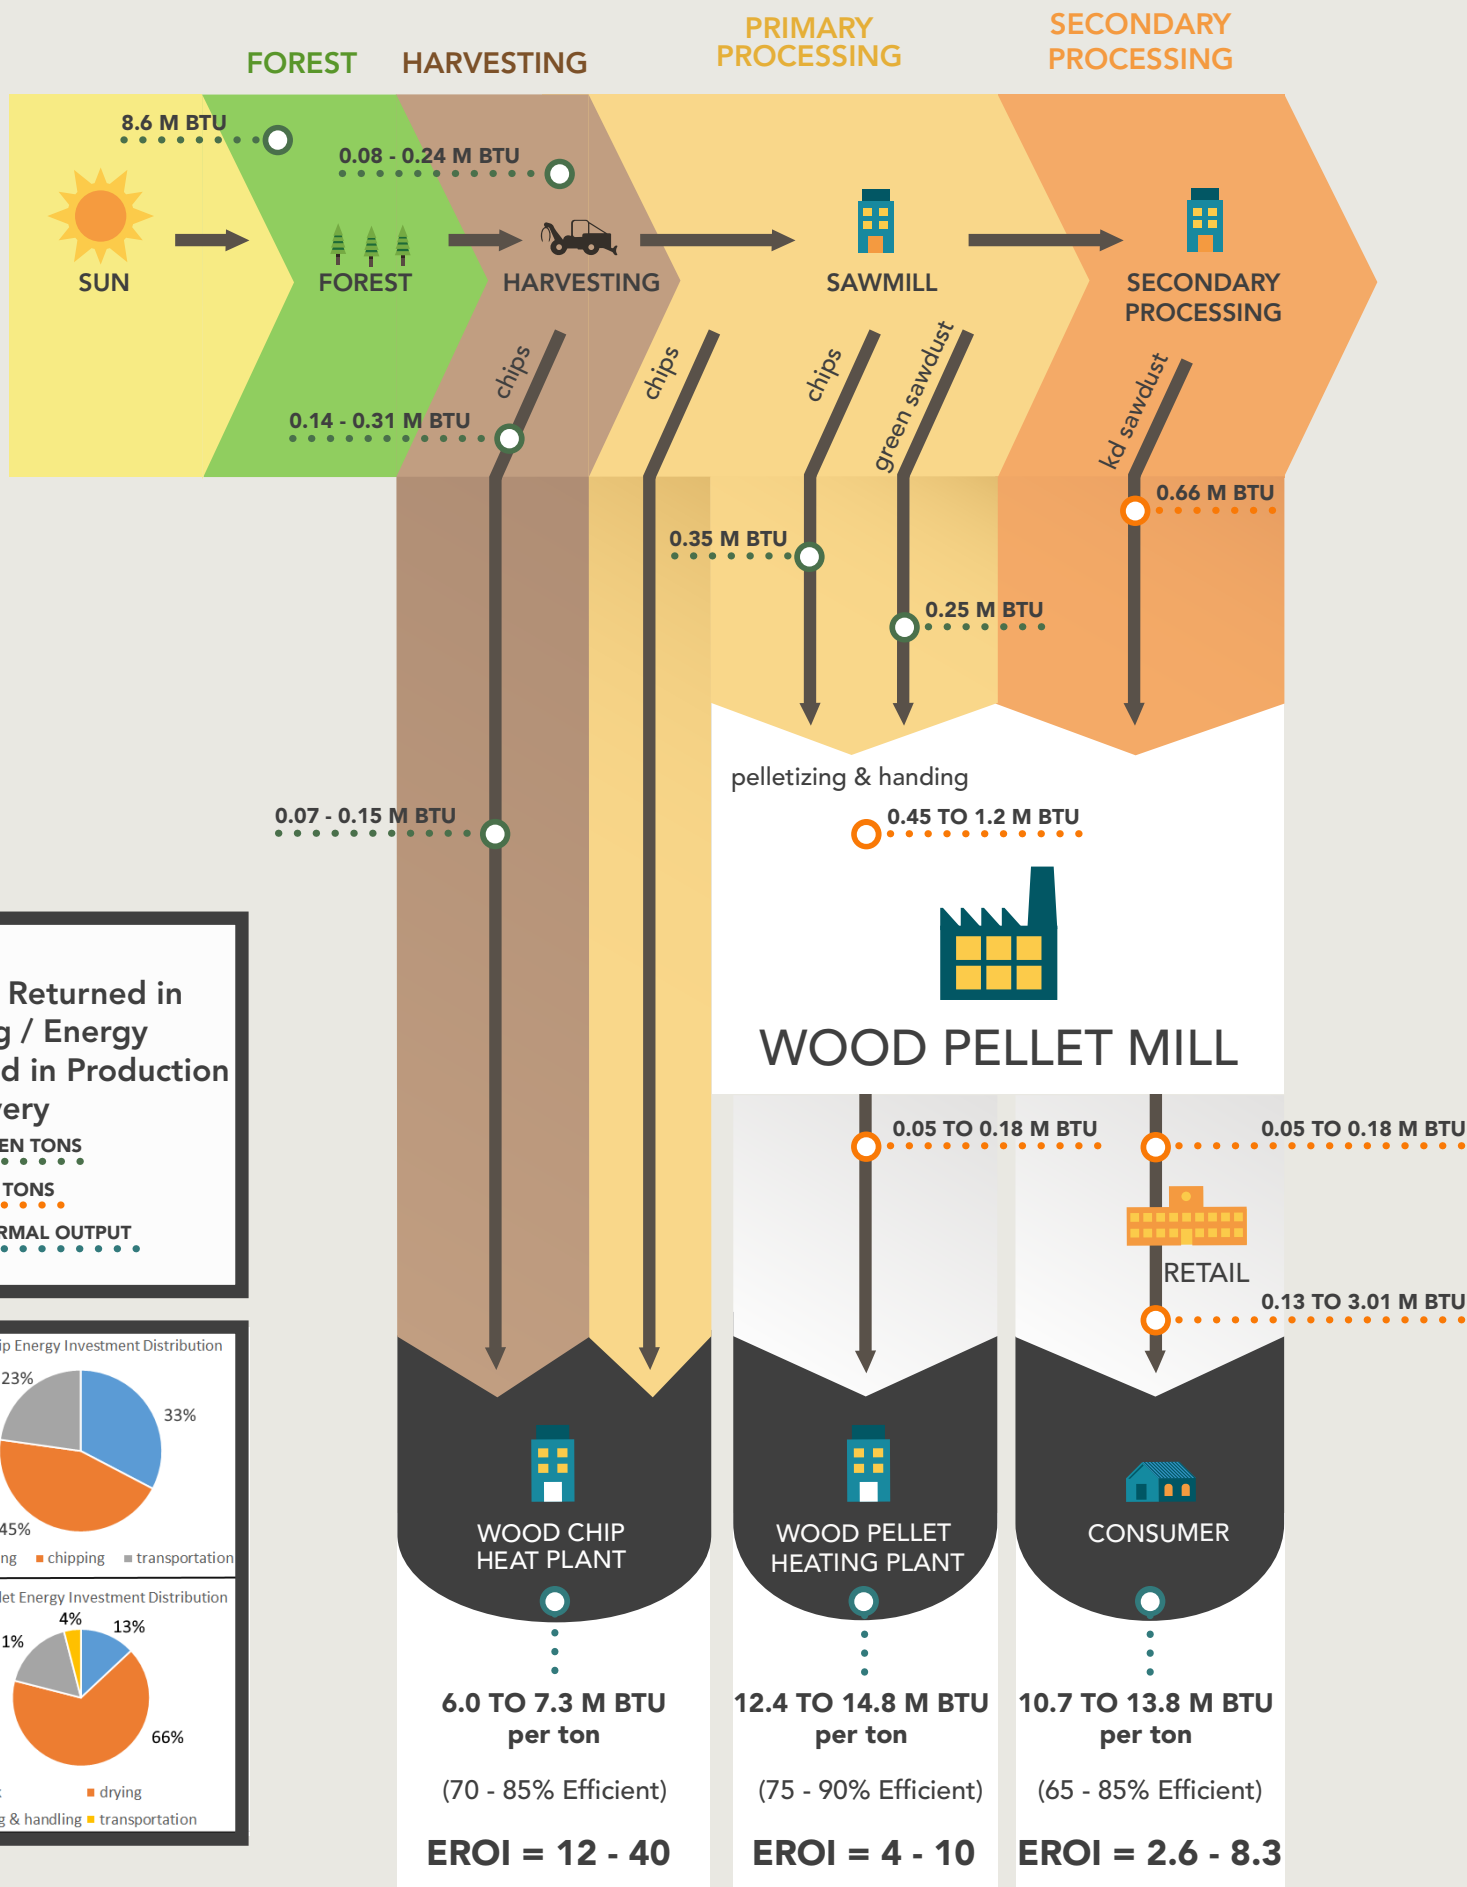 FOREST
HARVESTING
PRIMARY
PROCESSING
SECONDARY
PROCESSING
8.6 M BTU
0.08 - 0.24 M BTU
SUN
FOREST
HARVESTING
SAWMILL
SECONDARY
PROCESSING
chips
chips
chips
green sawdust
kd sawdust
0.14 - 0.31 M BTU
0.66 M BTU
0.35 M BTU
0.25 M BTU
pelletizing & handing
0.07 - 0.15 M BTU
0.45 TO 1.2 M BTU
WOOD PELLET MILL
Returned in
g / Energy
d in Production
ery
EN TONS
TONS
RMAL OUTPUT
0.05 TO 0.18 M BTU
0.05 TO 0.18 M BTU
RETAIL
0.13 TO 3.01 M BTU
ip Energy Investment Distribution
23%
33%
45%
ng chipping transportation
let Energy Investment Distribution
4%
13%
1%
66%
drying
g & handling transportation
WOOD CHIP
HEAT PLANT
WOOD PELLET
HEATING PLANT
CONSUMER
6.0 TO 7.3 M BTU
per ton
(70 - 85% Efficient)
EROI = 12 - 40
12.4 TO 14.8 M BTU
per ton
(75 - 90% Efficient)
EROI = 4 - 10
10.7 TO 13.8 M BTU
per ton
(65 - 85% Efficient)
EROI = 2.6 - 8.3